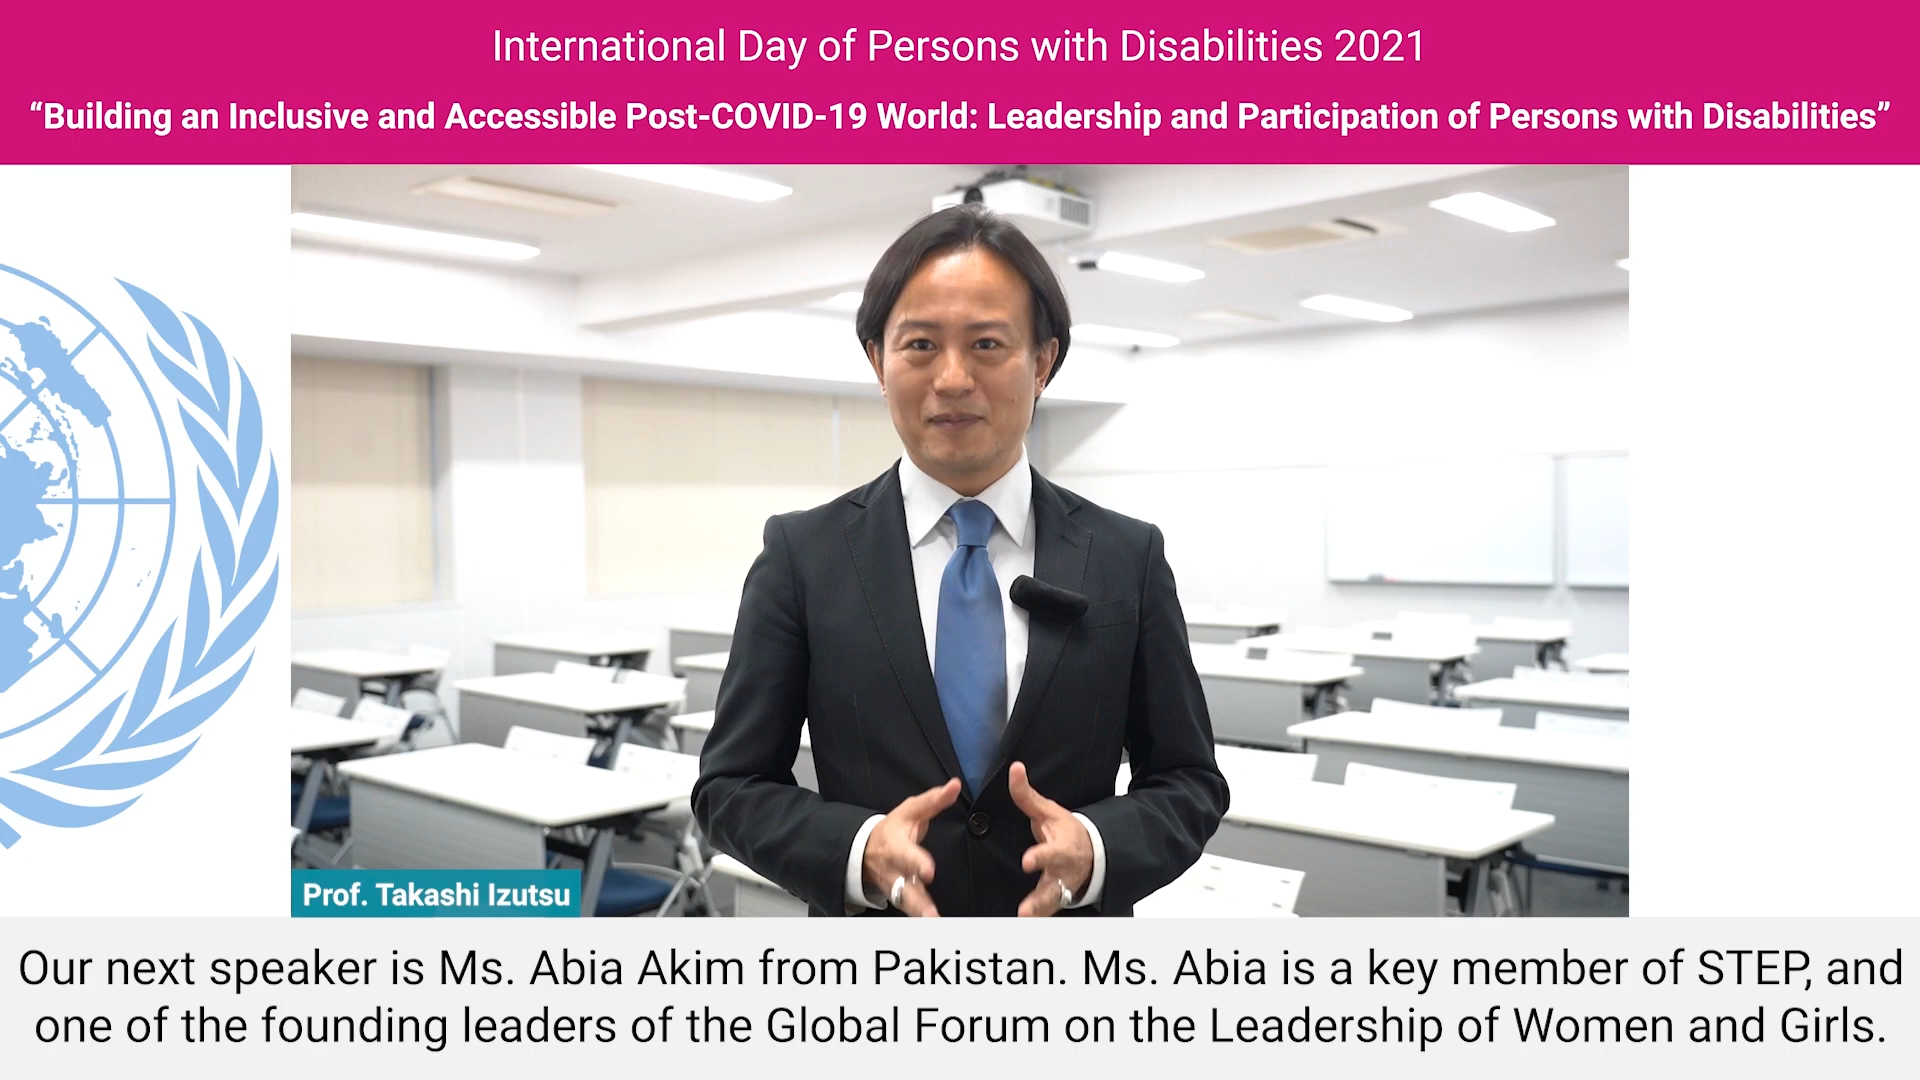 International Day of Persons with Disabilities 2021
“Building an Inclusive and Accessible Post-COVID-19 World: Leadership and Participation of Persons with Disabilities”
Prof. Takashi Izutsu
Our next speaker is Ms. Abia Akim from Pakistan. Ms. Abia is a key member of STEP, and
one of the founding leaders of the Global Forum on the Leadership of Women and Girls.